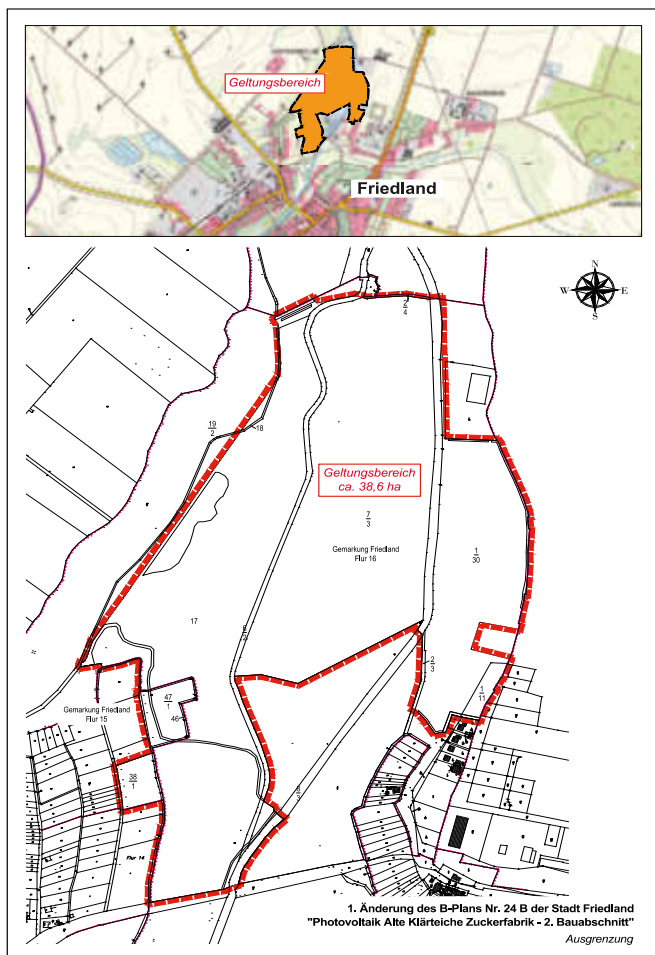 Geltungsbereich
Friedland
N
W E
S
2
4
19
2
18
Geltungsbereich
ca. 38,6 ha
7
3
Gemarkung Friedland
Flur 16
1
30
17
2
3
1
11
47
1
46
Gemarkung Friedland
Flur 15
38
1
Flur 14
1. Änderung des B-Plans Nr. 24 B der Stadt Friedland
"Photovoltaik Alte Klärteiche Zuckerfabrik - 2. Bauabschnitt"
Ausgrenzung